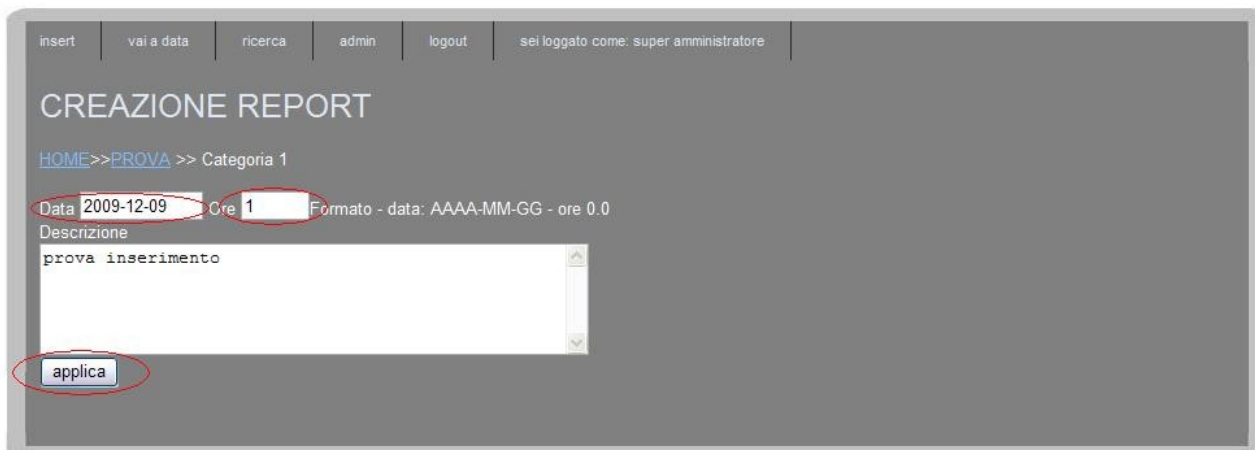 insert vai a data ricerca admin logout sei loggato come: super amministratore
CREAZIONE REPORT
HOME>>PROVA >> Categoria 1
Data 2009-12-09 Ore 1 Formato - data: AAAA-MM-GG - ore 0.0
Descrizione
prova inserimento
applica